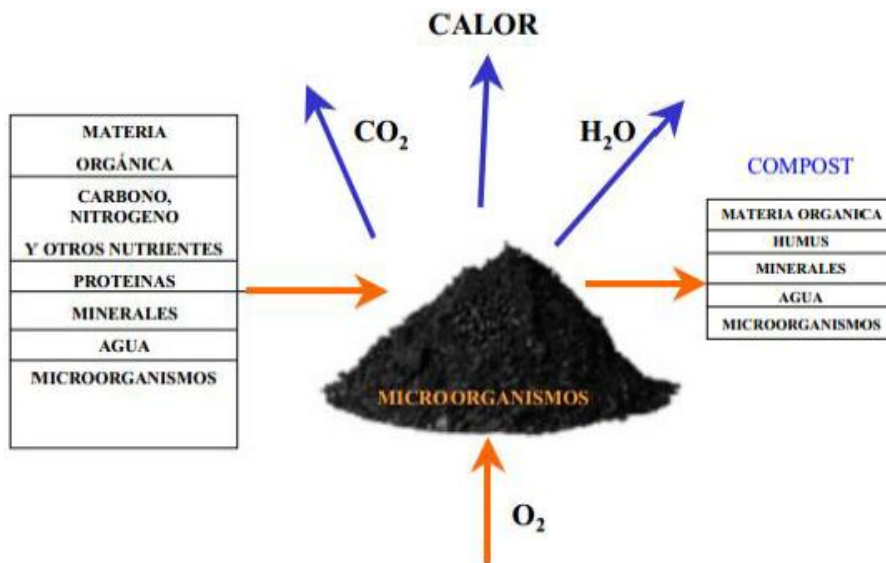 CALOR
CO₂
H₂O
MATERIA
ORGÁNICA
CARBONO,
NITROGENO
Y OTROS NUTRIENTES
PROTEINAS
MINERALES
AGUA
MICROORGANISMOS
COMPOST
MATERIA ORGANICA
HUMUS
MINERALES
AGUA
MICROORGANISMOS
MICROORGANISMOS
O₂